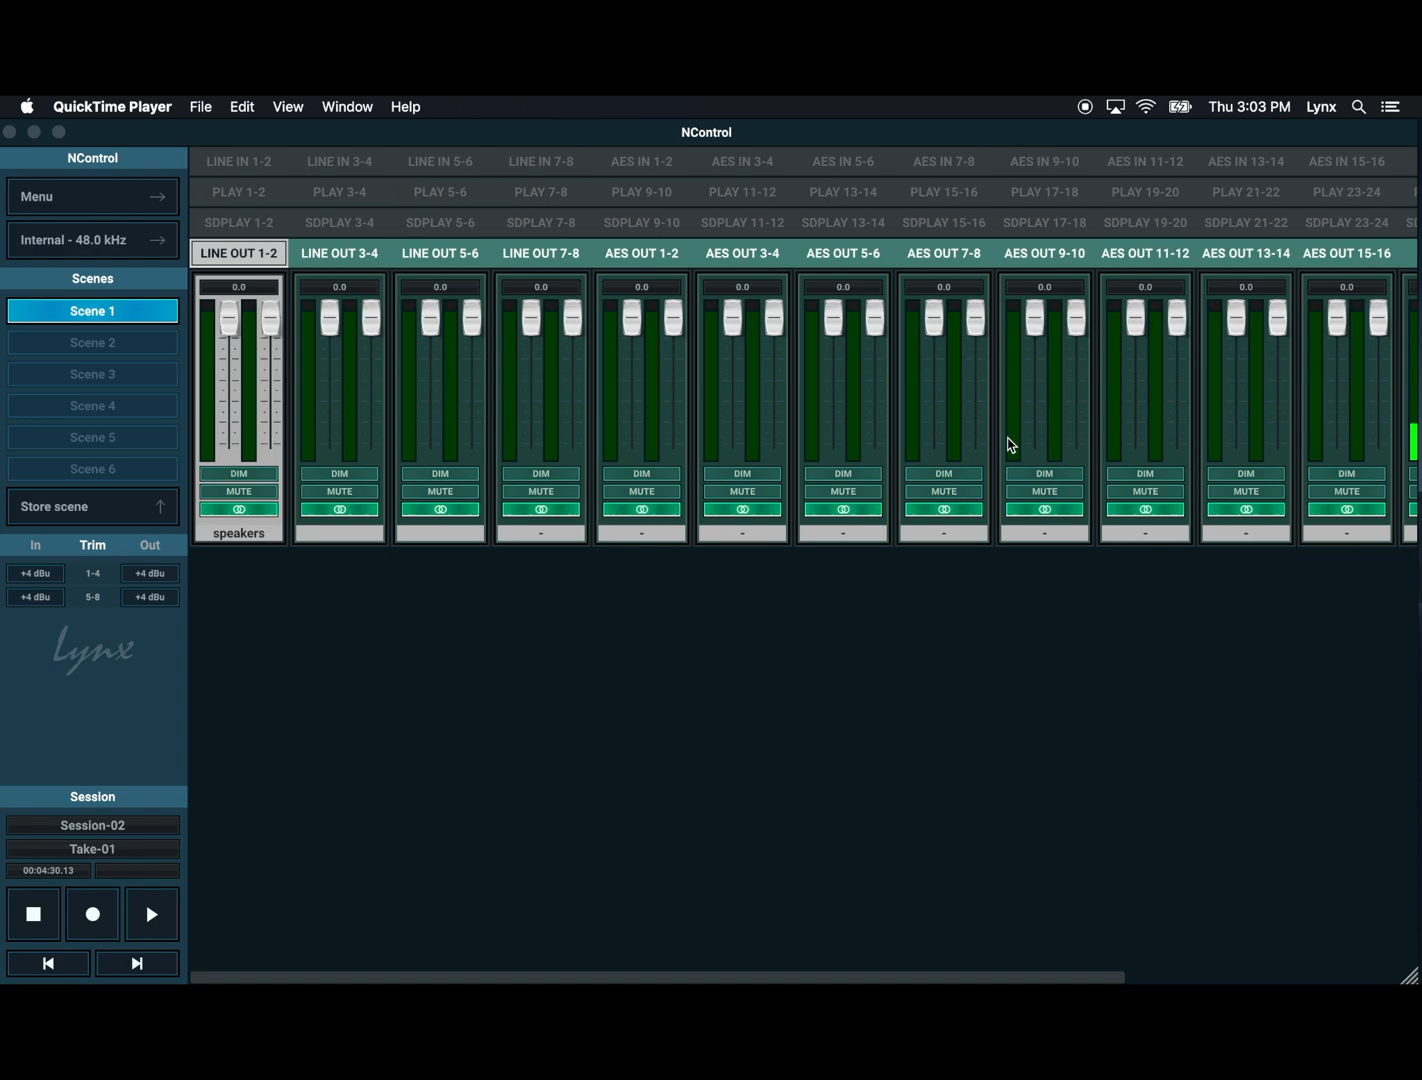 QuickTime Player File Edit View Window Help Thu 3:03 PM Lynx
NControl
NControl
Menu
Internal - 48.0 kHz
Scenes
Scene 1
Scene 2
Scene 3
Scene 4
Scene 5
Scene 6
Store scene
In Trim Out
+4 dBu 1-4 +4 dBu
+4 dBu 5-8 +4 dBu
Lynx
Session
Session-02
Take-01
00:04:30.13
LINE IN 1-2 LINE IN 3-4 LINE IN 5-6 LINE IN 7-8 AES IN 1-2 AES IN 3-4 AES IN 5-6 AES IN 7-8 AES IN 9-10 AES IN 11-12 AES IN 13-14 AES IN 15-16
PLAY 1-2 PLAY 3-4 PLAY 5-6 PLAY 7-8 PLAY 9-10 PLAY 11-12 PLAY 13-14 PLAY 15-16 PLAY 17-18 PLAY 19-20 PLAY 21-22 PLAY 23-24
SDPLAY 1-2 SDPLAY 3-4 SDPLAY 5-6 SDPLAY 7-8 SDPLAY 9-10 SDPLAY 11-12 SDPLAY 13-14 SDPLAY 15-16 SDPLAY 17-18 SDPLAY 19-20 SDPLAY 21-22 SDPLAY 23-24
LINE OUT 1-2 LINE OUT 3-4 LINE OUT 5-6 LINE OUT 7-8 AES OUT 1-2 AES OUT 3-4 AES OUT 5-6 AES OUT 7-8 AES OUT 9-10 AES OUT 11-12 AES OUT 13-14 AES OUT 15-16
0.0 0.0 0.0 0.0 0.0 0.0 0.0 0.0 0.0 0.0 0.0 0.0
DIM DIM DIM DIM DIM DIM DIM DIM DIM DIM DIM DIM
MUTE MUTE MUTE MUTE MUTE MUTE MUTE MUTE MUTE MUTE MUTE MUTE
speakers - - - - - - - - -